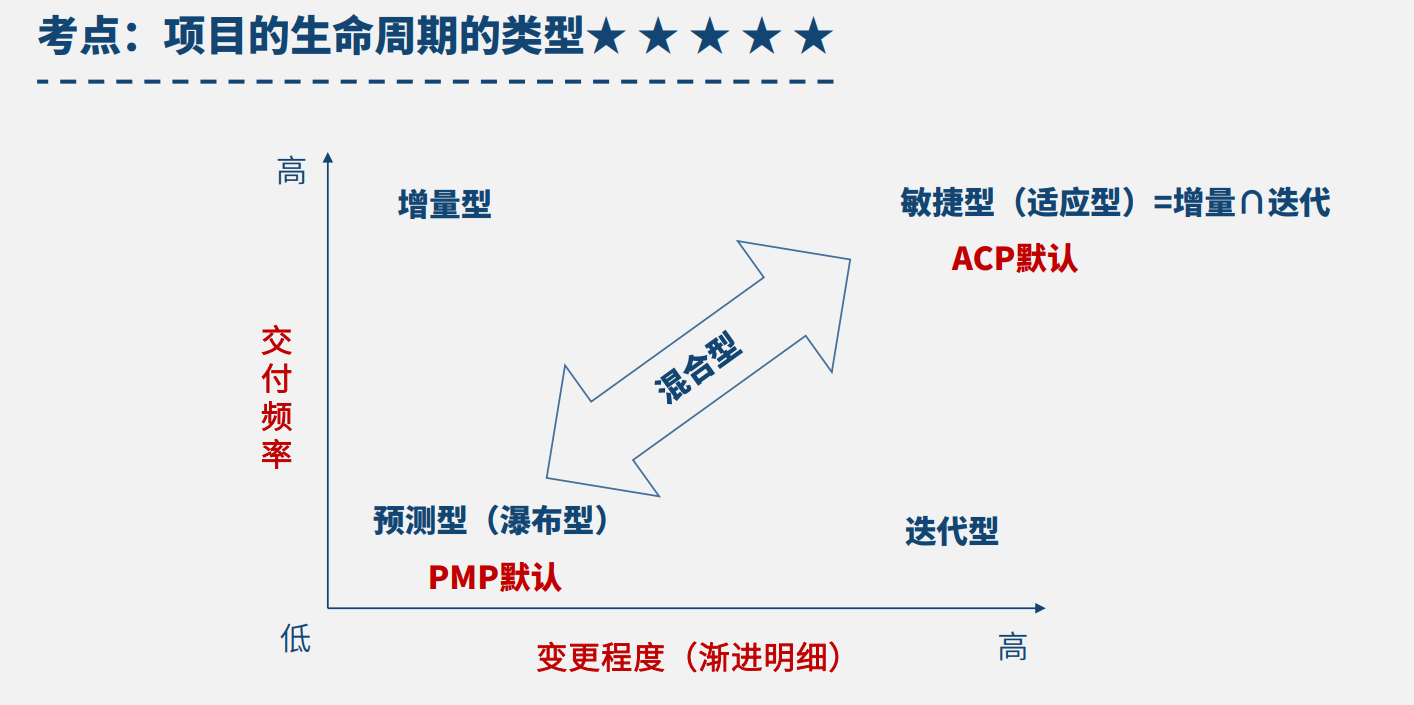 考点：项目的生命周期的类型★ ★ ★ ★ ★
高
增量型
敏捷型（适应型）=增量∩迭代
ACP默认
交付频率
混合型
预测型（瀑布型）
PMP默认
迭代型
低
变更程度（渐进明细）
高